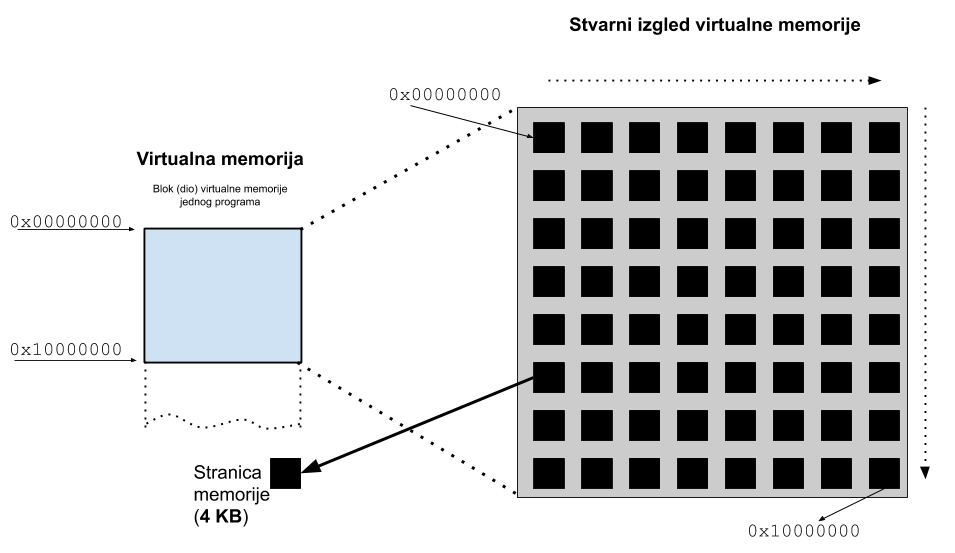 Stvarni izgled virtualne memorije
0x00000000
Virtualna memorija
Blok (dio) virtualne memorije
jednog programa
0x00000000
0x10000000
Stranica
memorije
(4 KB)
0x10000000